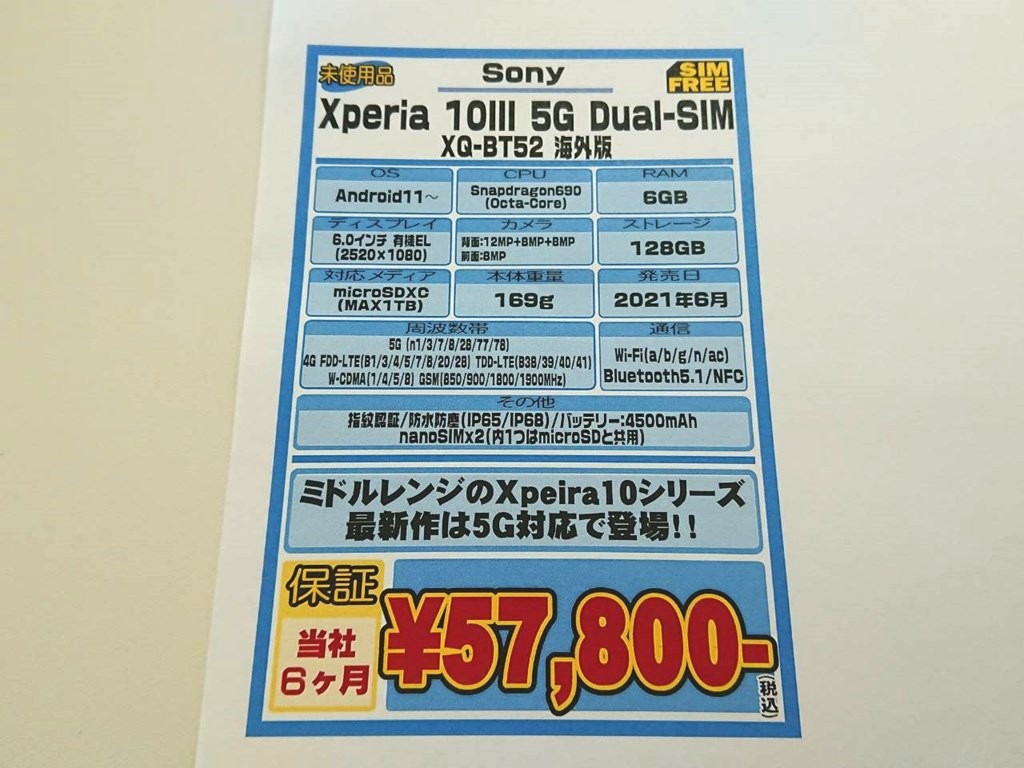 未使用品
Sony
SIM
FREE
Xperia 10III 5G Dual-SIM
XQ-BT52 海外版
OS
Android11～
CPU
Snapdragon690
(Octa-Core)
RAM
6GB
ディスプレイ
6.0インチ 有機EL
(2520×1080)
カメラ
背面:12MP+8MP+8MP
前面:8MP
ストレージ
128GB
対応メディア
microSDXC
(MAX1TB)
本体重量
169g
発売日
2021年6月
周波数帯
5G (n1/3/7/8/28/77/78)
4G FDD-LTE(B1/3/4/5/7/8/20/28) TDD-LTE(B38/39/40/41)
W-CDMA(1/4/5/8) GSM(850/900/1800/1900MHz)
通信
Wi-Fi(a/b/g/n/ac)
Bluetooth5.1/NFC
その他
指紋認証/防水防塵(IP65/IP68)/バッテリー:4500mAh
nanoSIMx2(内1つはmicroSDと共用)
ミドルレンジのXpeira10シリーズ
最新作は5G対応で登場!!
保証
当社
6ヶ月
¥57,800-
(税込)